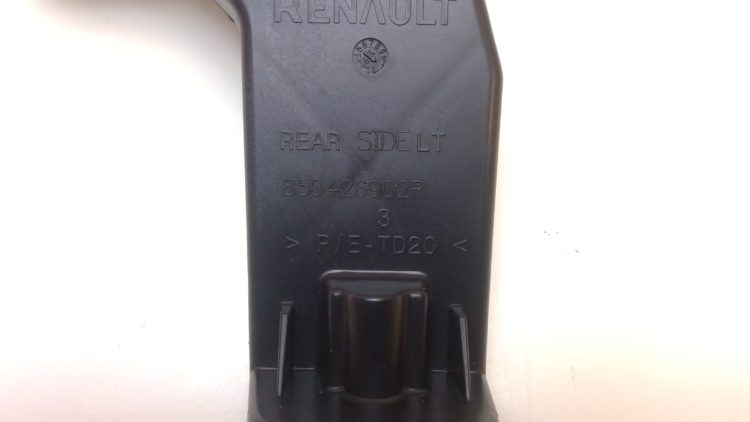 RENAULT
REAR SIDE LT
850426902R
3
> P/E-TD20 <